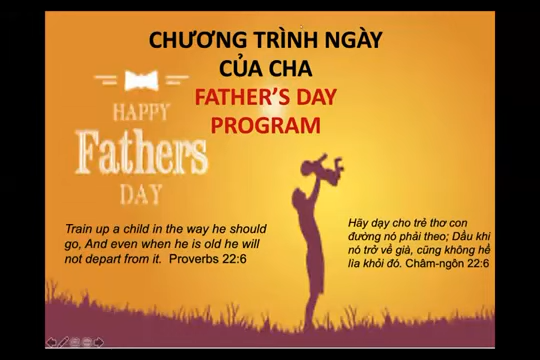 CHƯƠNG TRÌNH NGÀY
CỦA CHA
FATHER'S DAY
PROGRAM
HAPPY
Fathers
DAY
Train up a child in the way he should
go, And even when he is old he will
not depart from it. Proverbs 22:6
Hãy dạy cho trẻ thơ con
đường nó phải theo; Dầu khi
nó trở về già, cũng không hề
lìa khỏi đó. Châm-ngôn 22:6